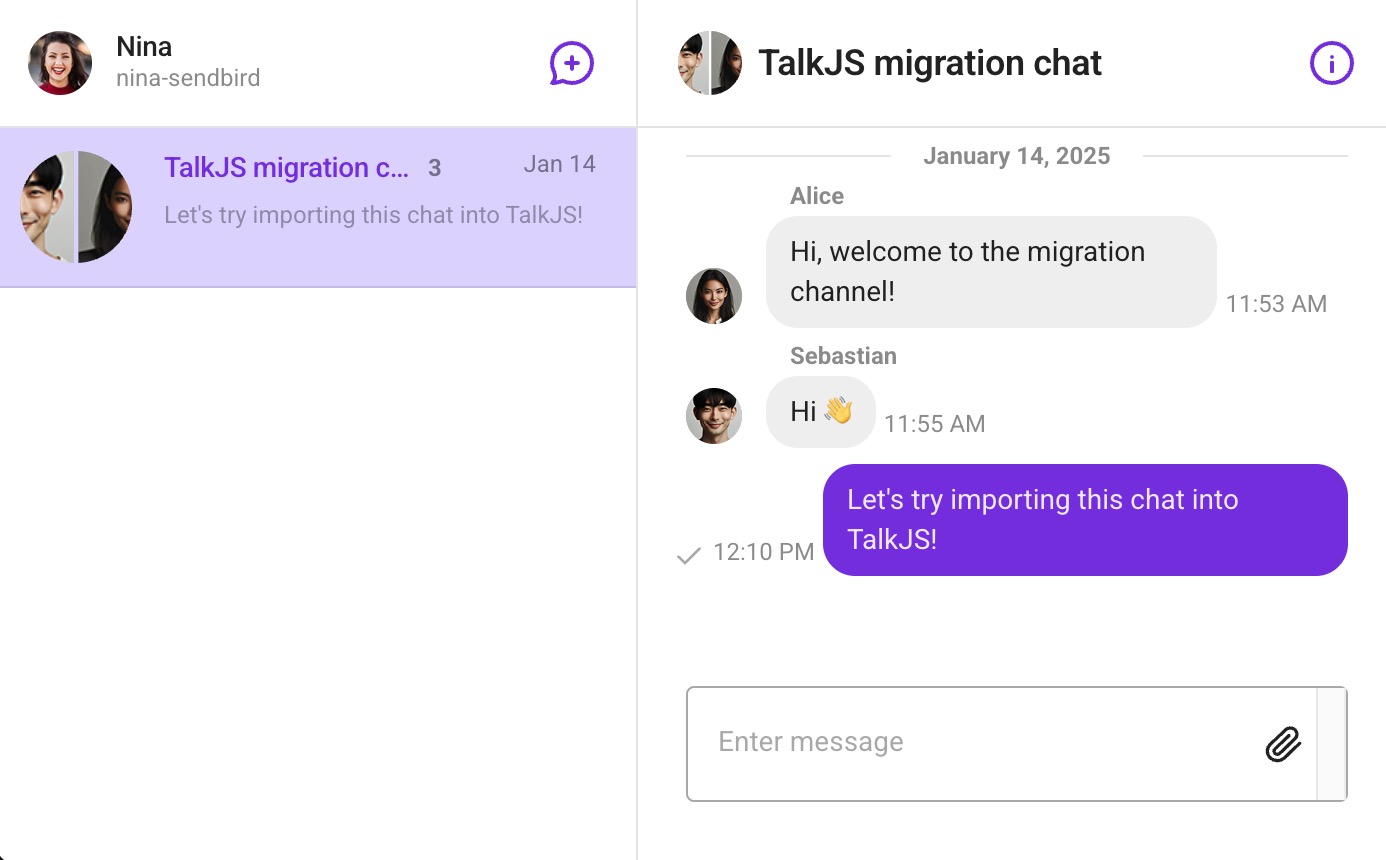 Nina
nina-sendbird
TalkJS migration c... 3 Jan 14
Let's try importing this chat into TalkJS!
TalkJS migration chat
January 14, 2025
Alice
Hi, welcome to the migration
channel!
11:53 AM
Sebastian
Hi 👋
11:55 AM
Let's try importing this chat into
TalkJS!
12:10 PM
Enter message